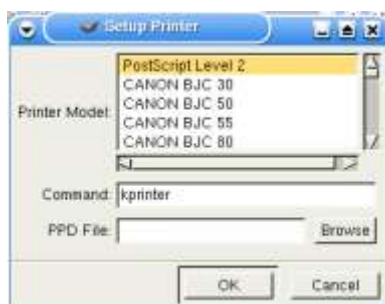 Setup Printer
PostScript Level 2
CANON BJC 30
CANON BJC 50
CANON BJC 55
CANON BJC 80
Printer Model:
Command: kprinter
PPD File: Browse
OK Cancel